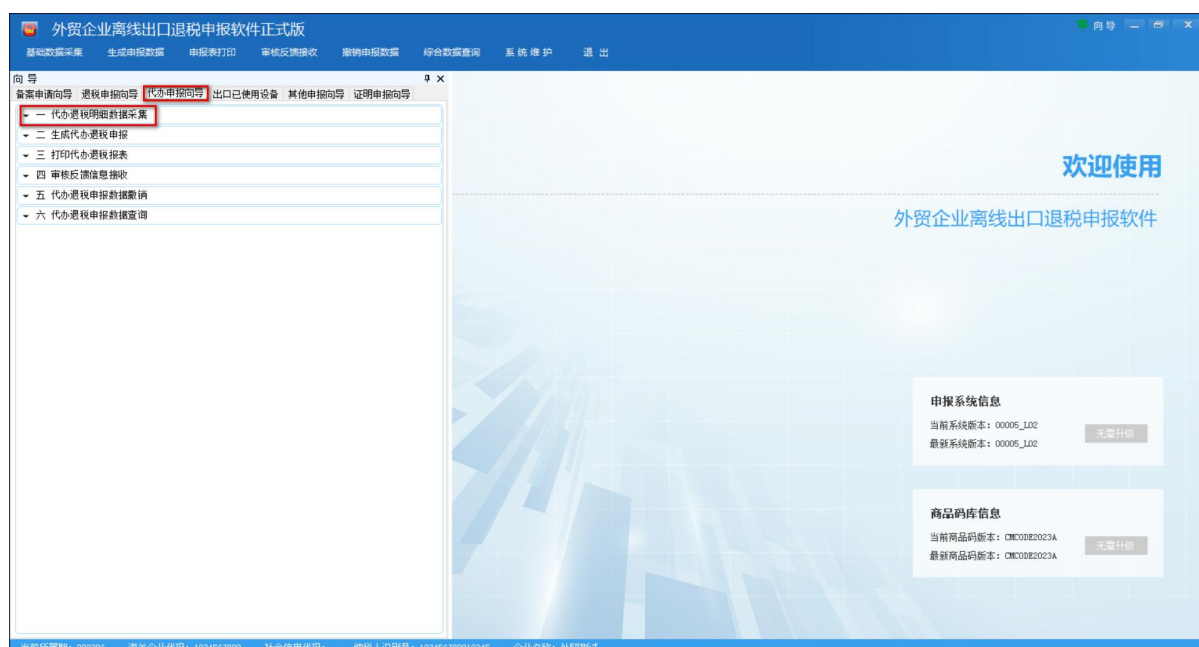 外贸企业离线出口退税申报软件正式版
向导
基础数据采集 生成申报数据 申报表打印 审核反馈接收 撤销申报数据 综合数据查询 系统维护 退出
向导
备案申请向导 退税申报向导 代办申报向导 出口已使用设备 其他申报向导 证明申报向导
一 代办退税明细数据采集
二 生成代办退税申报
三 打印代办退税报表
四 审核反馈信息接收
五 代办退税申报数据撤销
六 代办退税申报数据查询
欢迎使用
外贸企业离线出口退税申报软件
申报系统信息
当前系统版本：00005_L02
最新系统版本：00005_L02
无需升级
商品码库信息
当前商品码版本：CMCODE2023A
最新商品码版本：CMCODE2023A
无需升级